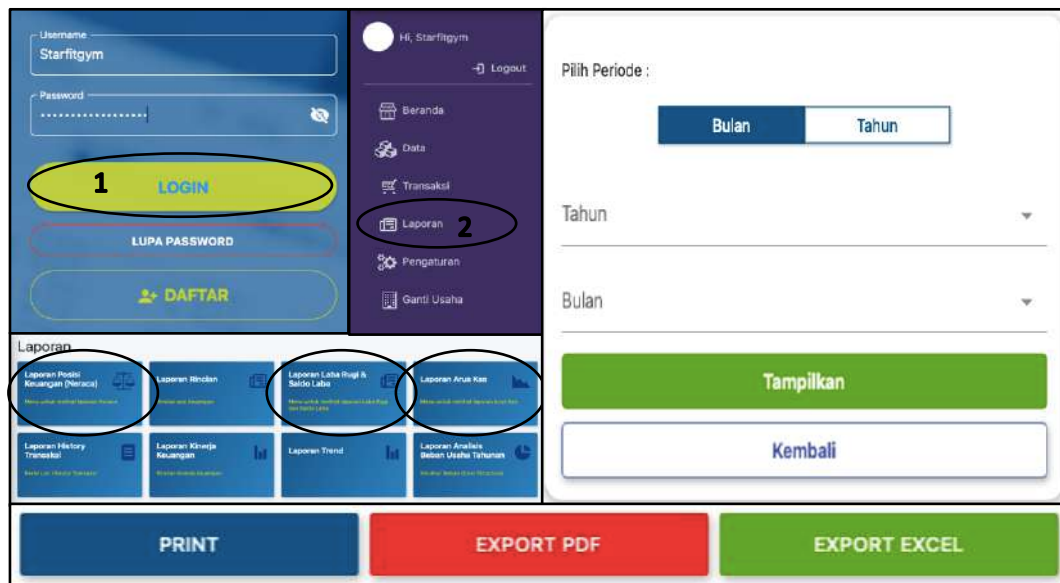 Username
Starfitgym
Password
1
LOGIN
LUPA PASSWORD
DAFTAR
Hi, Starfitgym
Logout
Beranda
Data
Transaksi
Laporan
2
Pengaturan
Ganti Usaha
Pilih Periode :
Bulan
Tahun
Tahun
Bulan
Tampilkan
Kembali
Laporan
Laporan Posisi
Keuangan (Neraca)
Laporan Rincian
Laporan Laba Rugi &
Saldo Laba
Laporan Arus Kas
Laporan History
Transaksi
Laporan Kinerja
Keuangan
Laporan Trend
Laporan Analisis
Beban Usaha Tahunan
PRINT
EXPORT PDF
EXPORT EXCEL